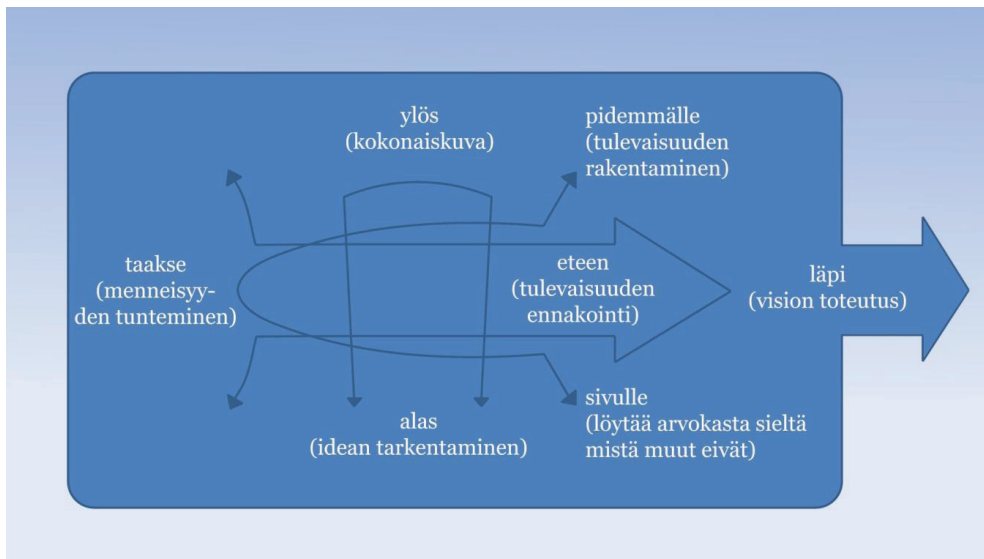 ylös
(kokonaiskuva)
pidemmälle
(tulevaisuuden
rakentaminen)
taakse
(menneisyy-
den tunteminen)
eteen
(tulevaisuuden
ennakointi)
läpi
(vision toteutus)
alas
(idean tarkentaminen)
sivulle
(löytää arvokasta sieltä
mistä muut eivät)